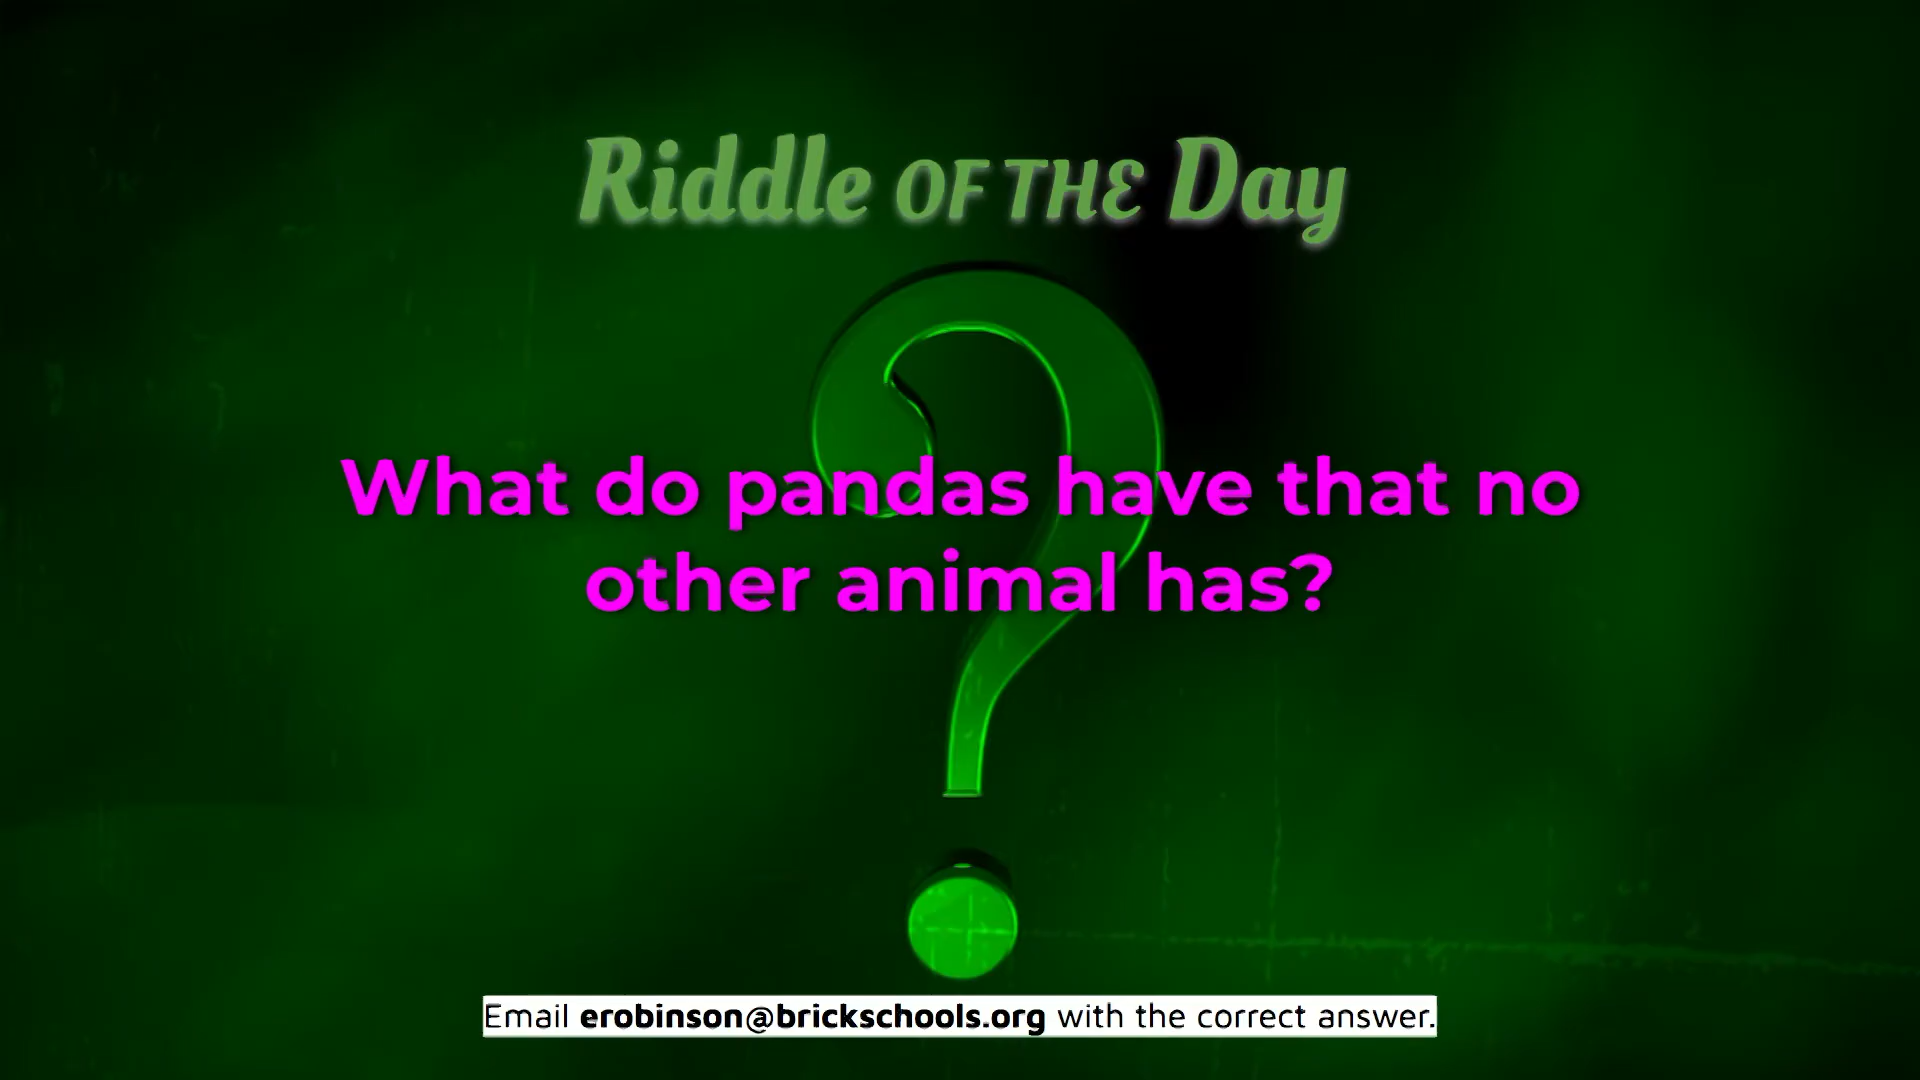 Riddle OF THE Day
What do pandas have that no
other animal has?
Email erobinson@brickschools.org with the correct answer.